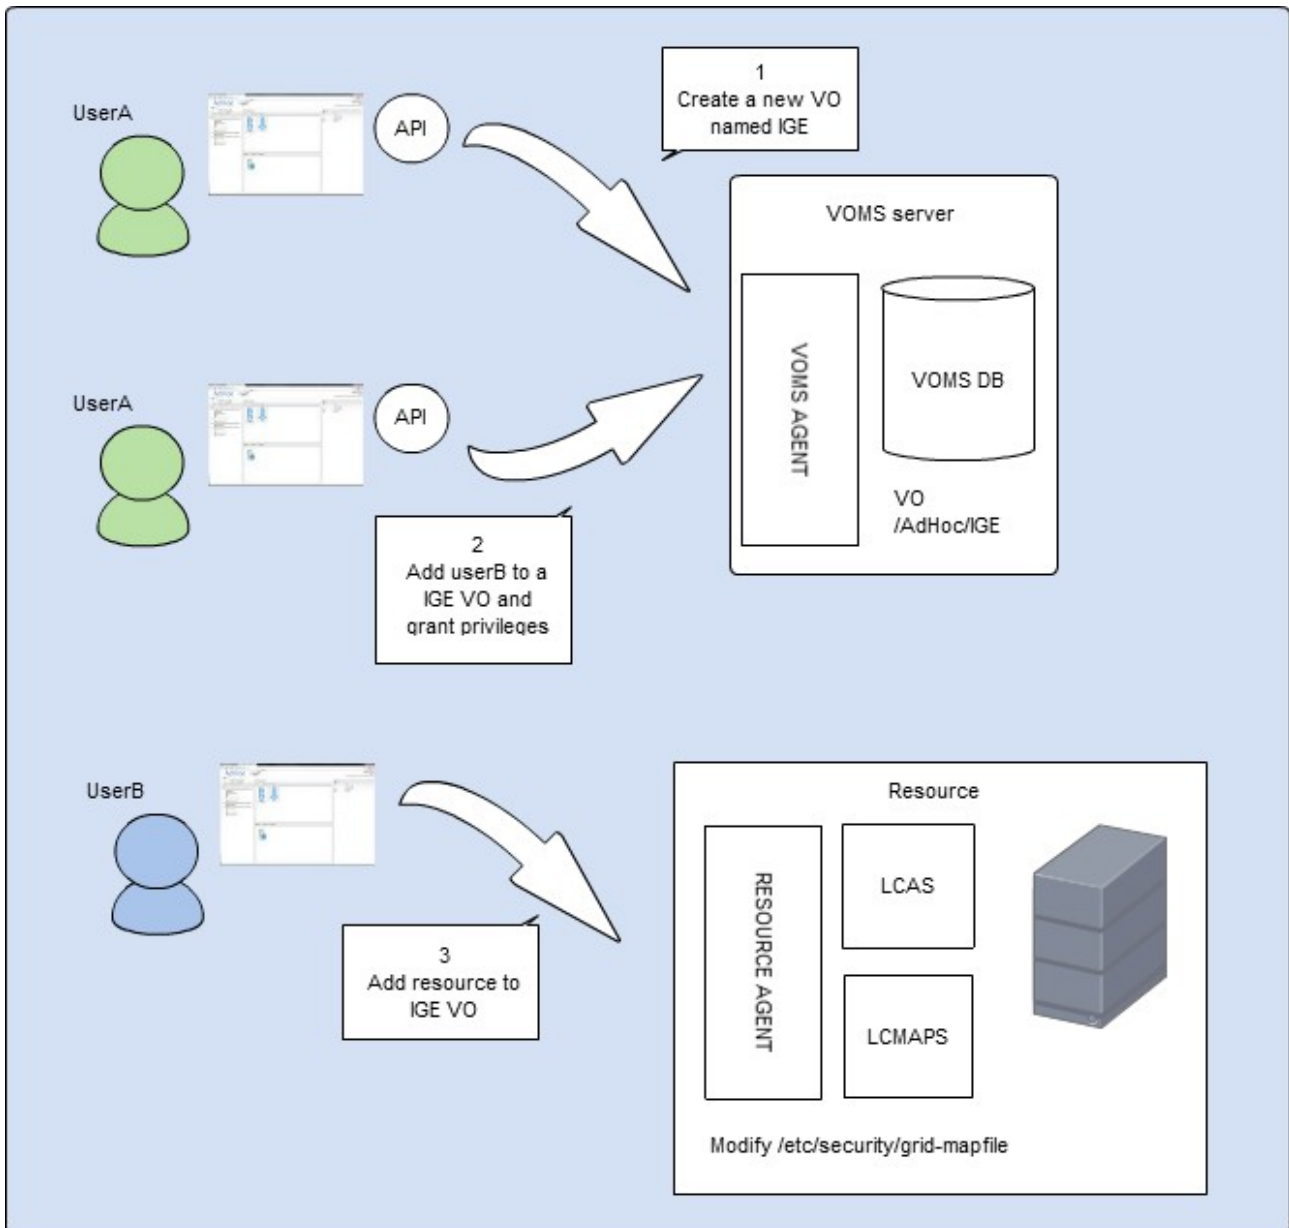 1
Create a new VO
named IGE
UserA
API
VOMS server
VOMS AGENT
VOMS DB
VO
/AdHoc/IGE
UserA
API
2
Add userB to a
IGE VO and
grant privileges
UserB
3
Add resource to
IGE VO
Resource
RESOURCE AGENT
LCAS
LCMAPS
Modify /etc/security/grid-mapfile